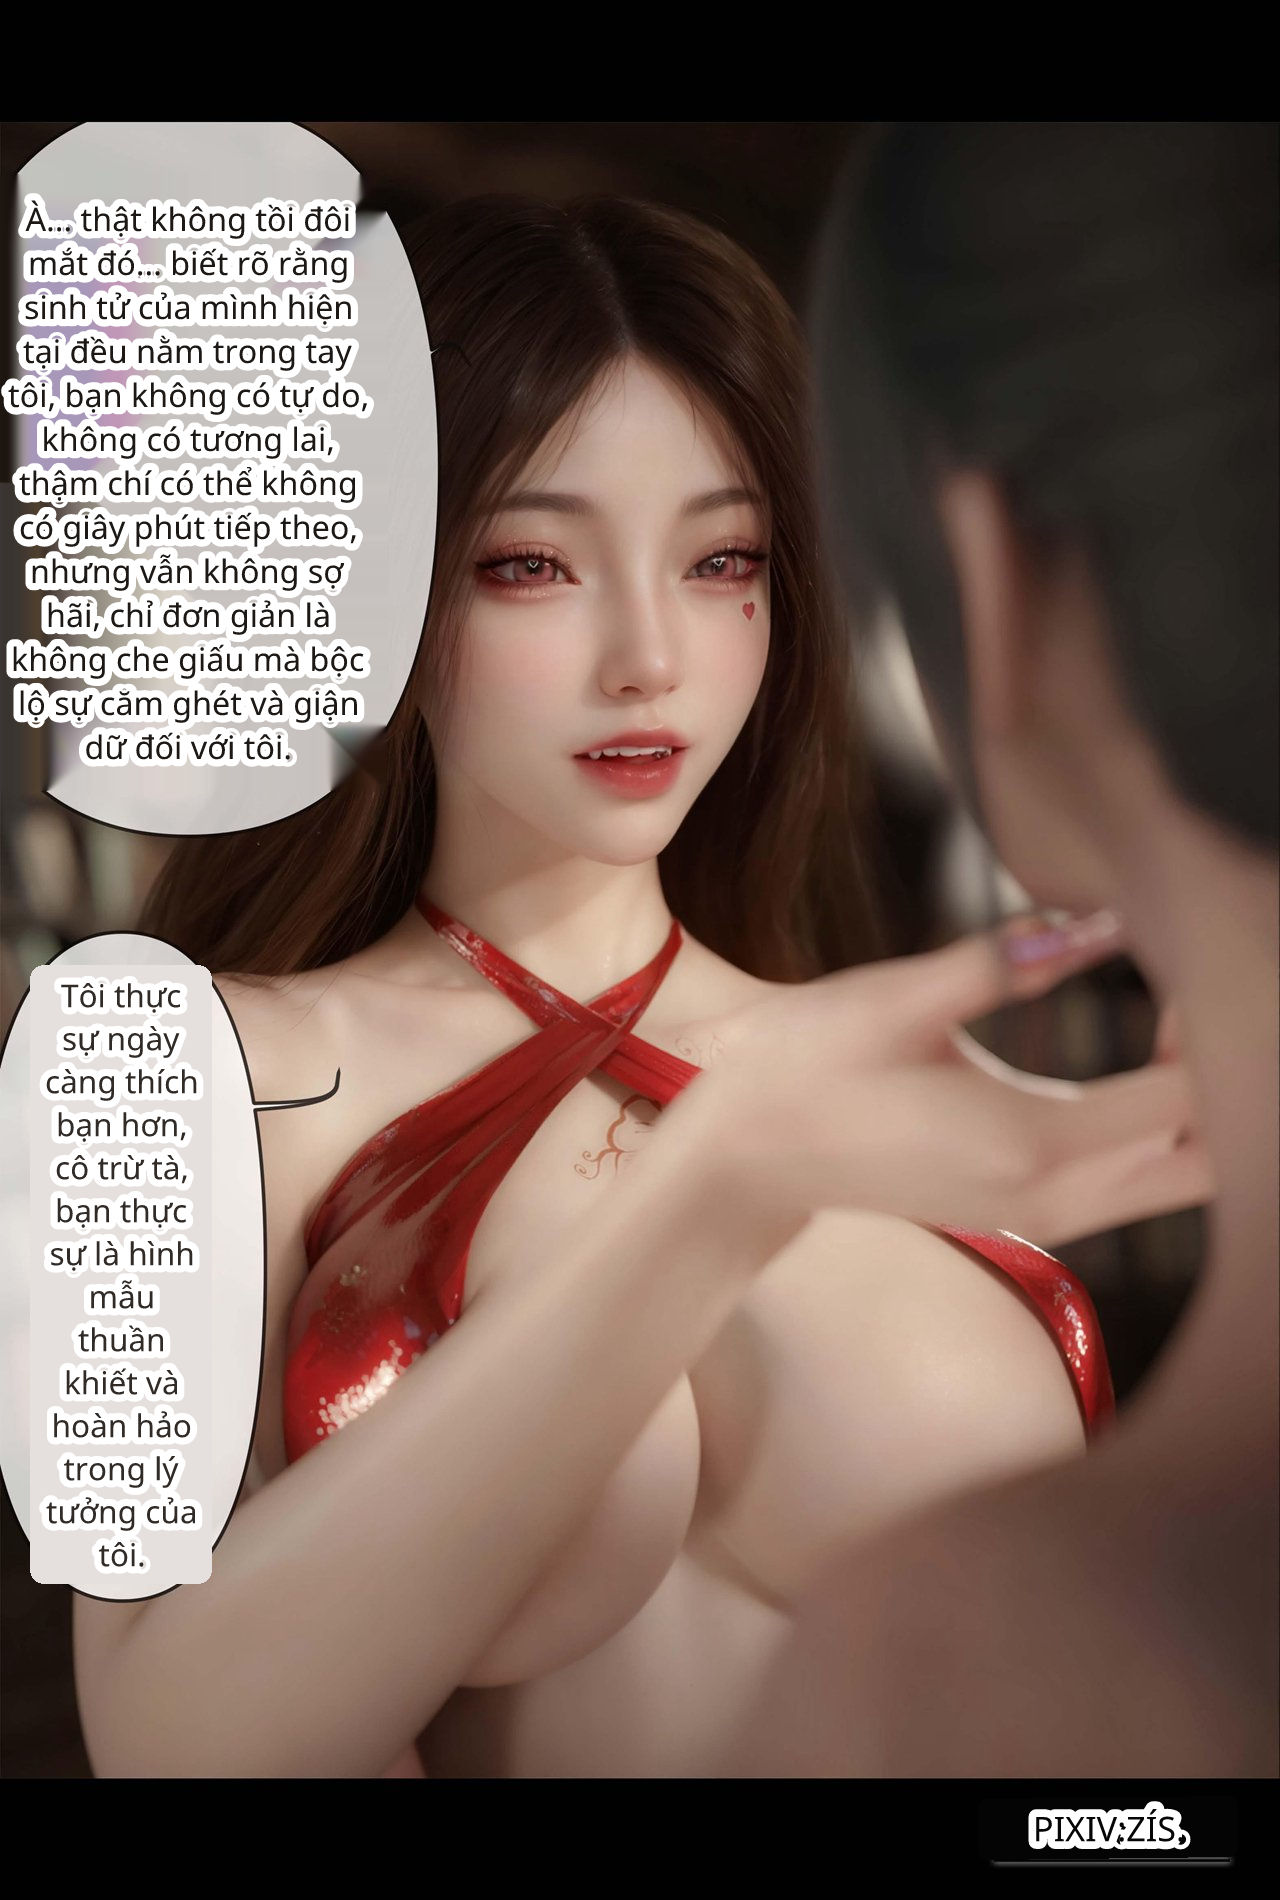 À... thật không tồi đôi
mắt đó... biết rõ rằng
sinh tử của mình hiện
tại đều nằm trong tay
tôi, bạn không có tự do,
không có tương lai,
thậm chí có thể không
có giây phút tiếp theo,
nhưng vẫn không sợ
hãi, chỉ đơn giản là
không che giấu mà bộc
lộ sự cắm ghét và giận
dữ đối với tôi.
Tôi thực
sự ngày
càng thích
bạn hơn,
cô trừ tà,
bạn thực
sự là hình
mẫu
thuần
khiết và
hoàn hảo
trong lý
tưởng của
tôi.
PIXIV:ZÍS.